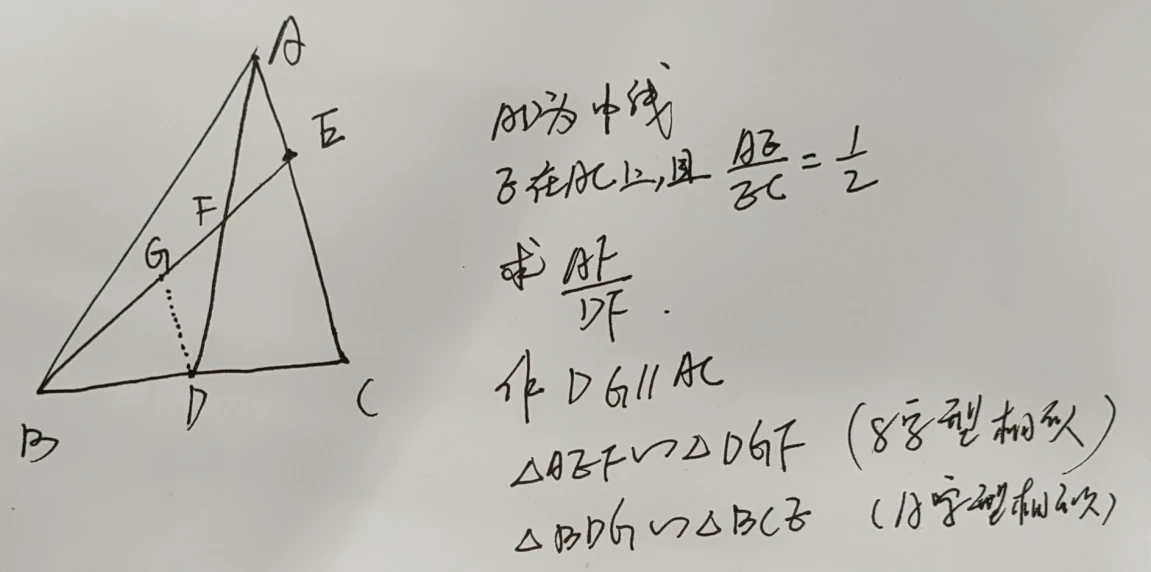 A
E
F
G
B
D
C
AD为中线
E在AC上,且 AE/EC = 1/2
求 AF/DF .
作 DG∥AC
△AEF∽△DGF (8字型相似)
△BDG∽△BCE (A字型相似)